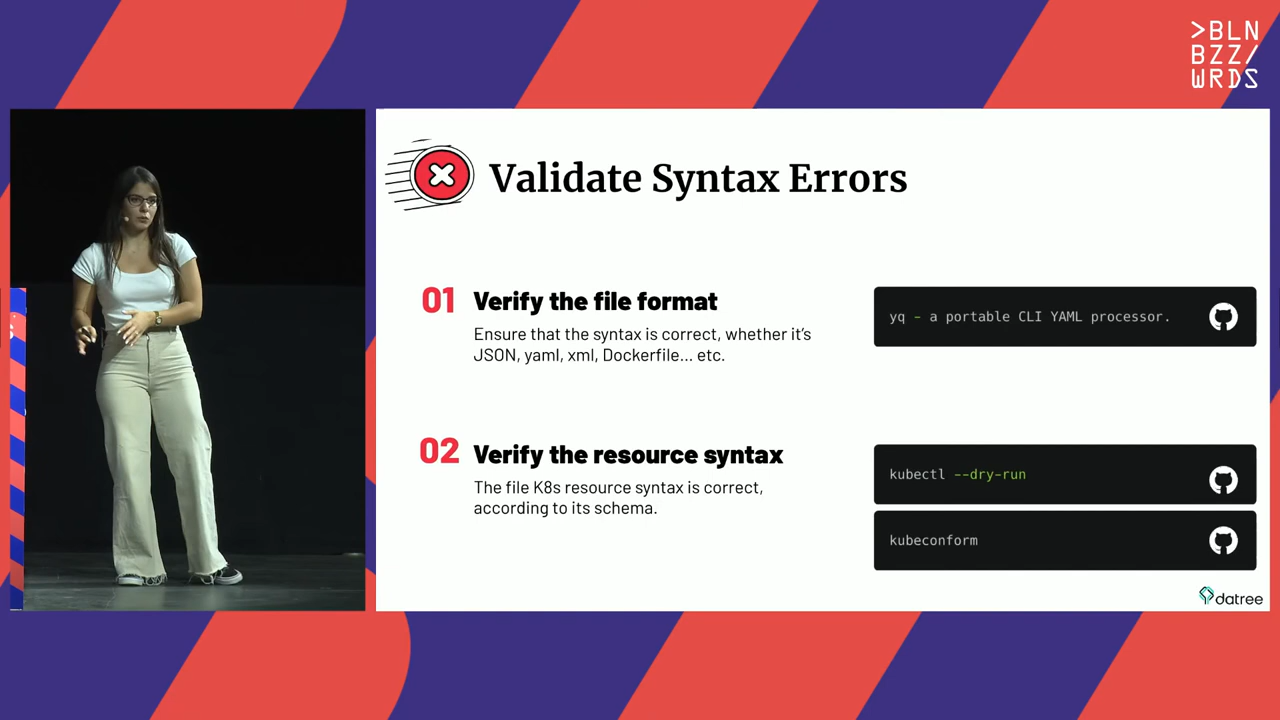 >BLN
BZZ/
WRDS
Validate Syntax Errors
01 Verify the file format
Ensure that the syntax is correct, whether it's
JSON, yaml, xml, Dockerfile... etc.
yq - a portable CLI YAML processor.
02 Verify the resource syntax
The file K8s resource syntax is correct,
according to its schema.
kubectl --dry-run
kubeconform
datree